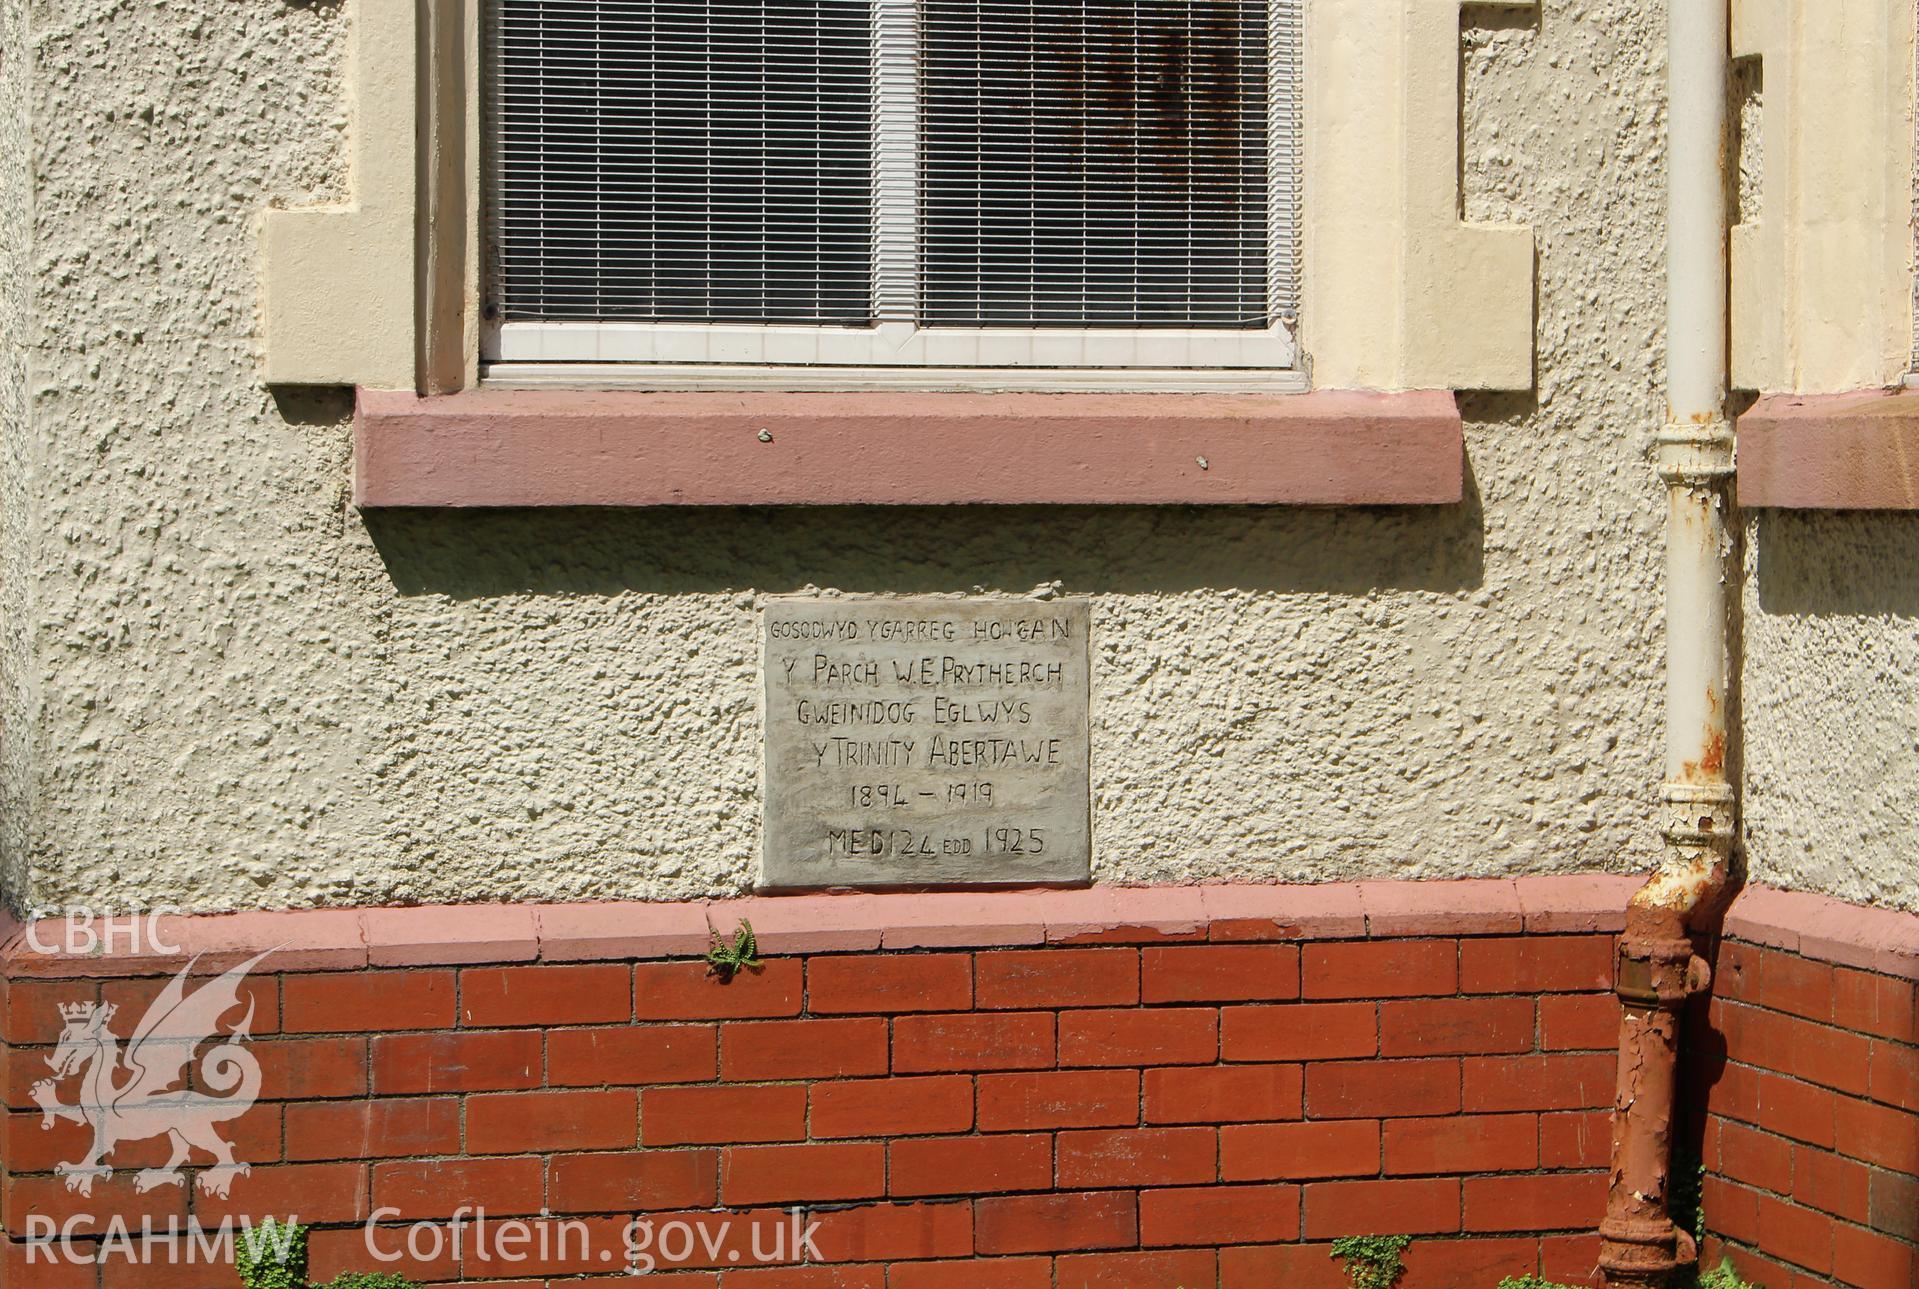 GOSODWYD Y GARREG HON GAN
Y PARCH W.E.PRYTHERCH
GWEINIDOG EGLWYS
Y TRINITY ABERTAWE
1894 – 1919
MEDI 24 EDD 1925
CBHC
RCAHMW
Coflein.gov.uk